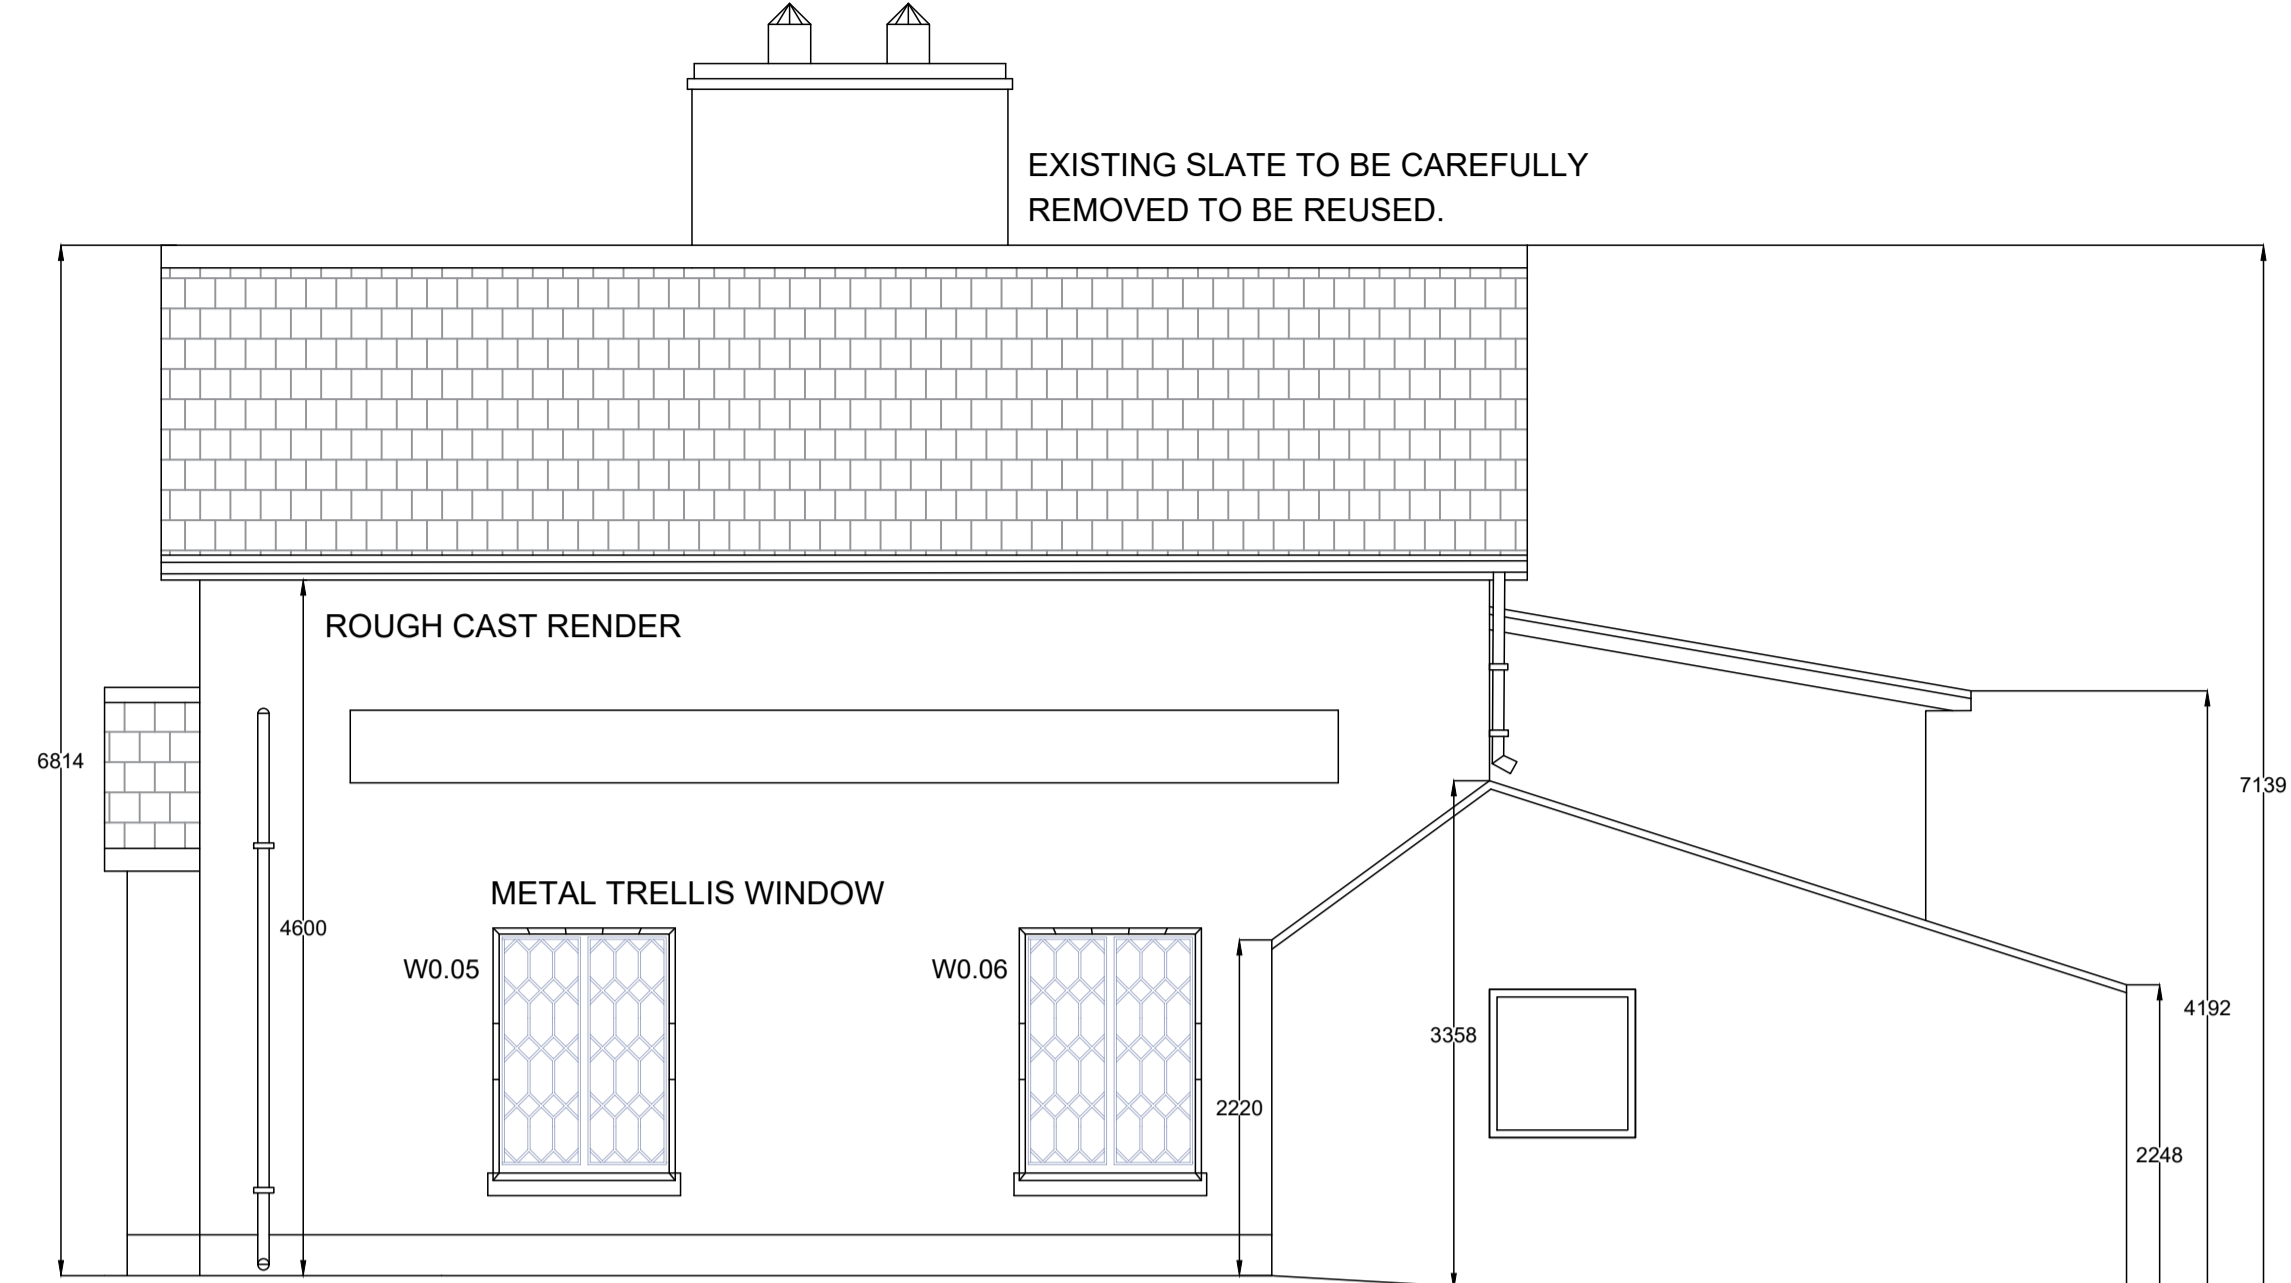 EXISTING SLATE TO BE CAREFULLY
REMOVED TO BE REUSED.
ROUGH CAST RENDER
6814
7139
METAL TRELLIS WINDOW
4600
W0.05
W0.06
4192
3358
2220
2248